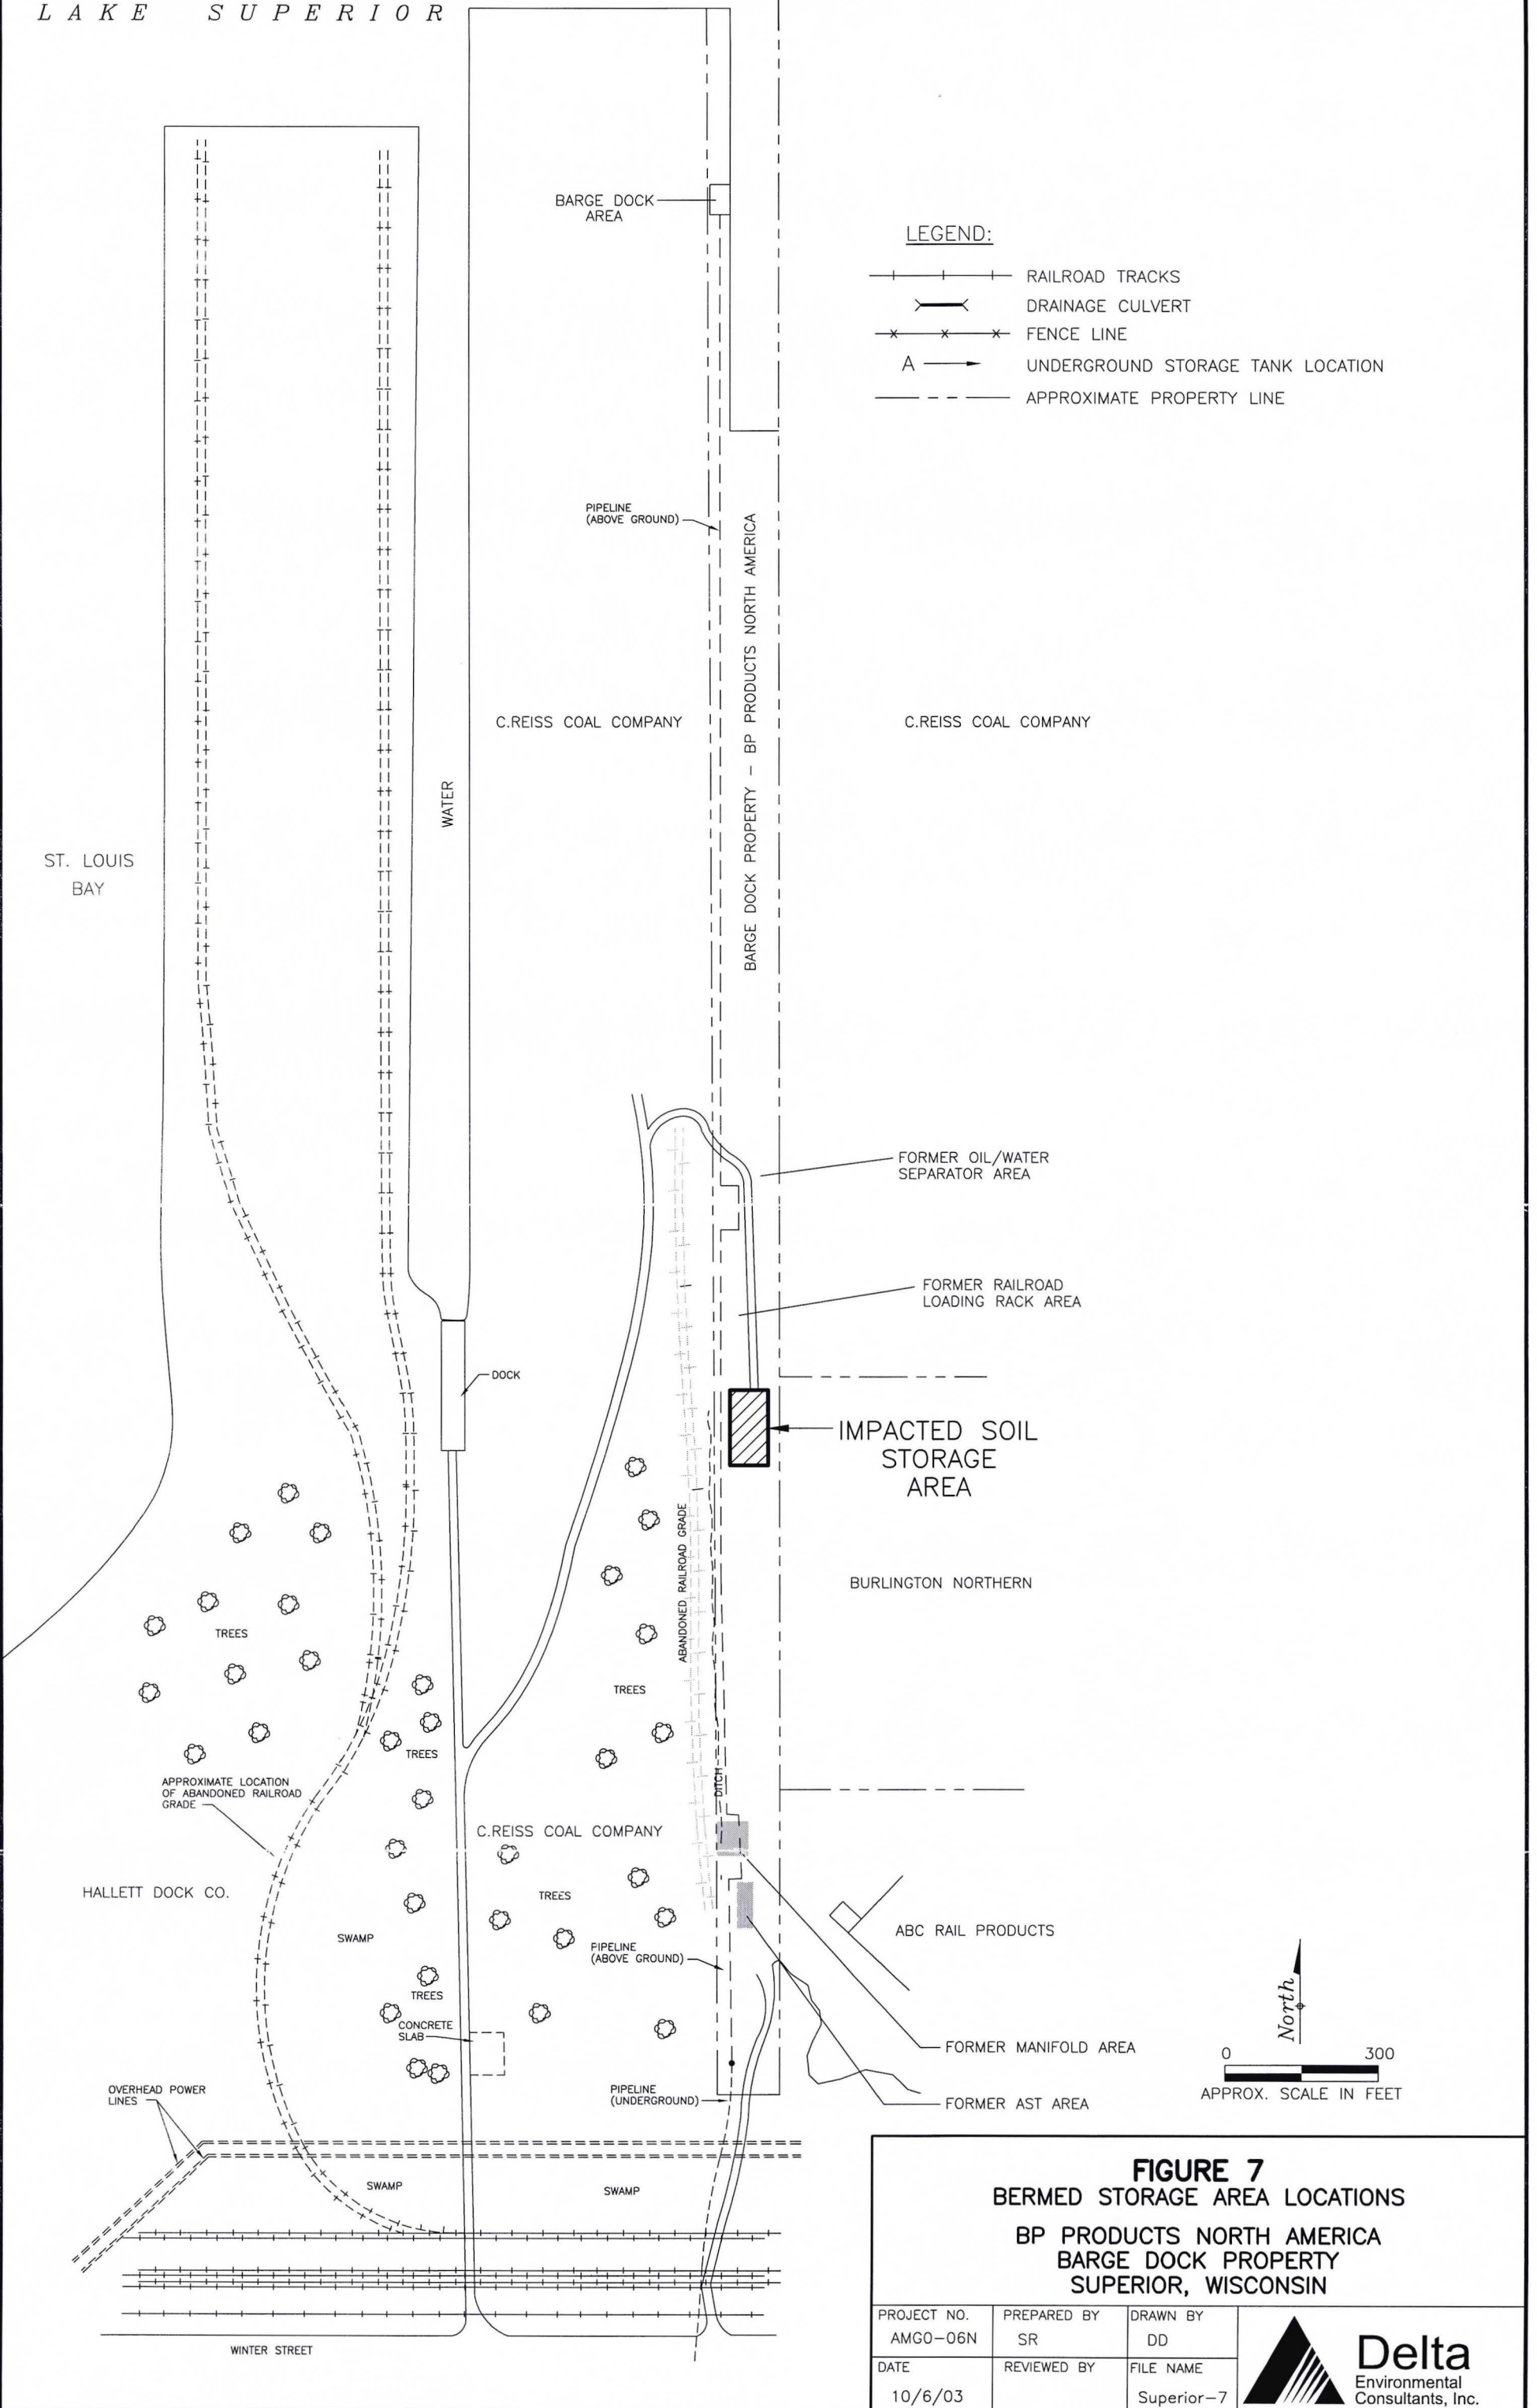 LAKE SUPERIOR
BARGE DOCK
AREA
LEGEND:
RAILROAD TRACKS
DRAINAGE CULVERT
FENCE LINE
A
UNDERGROUND STORAGE TANK LOCATION
APPROXIMATE PROPERTY LINE
PIPELINE
(ABOVE GROUND)
BARGE DOCK PROPERTY - BP PRODUCTS NORTH AMERICA
C.REISS COAL COMPANY
C.REISS COAL COMPANY
WATER
ST. LOUIS
BAY
FORMER OIL/WATER
SEPARATOR AREA
FORMER RAILROAD
LOADING RACK AREA
DOCK
IMPACTED SOIL
STORAGE
AREA
ABANDONED RAILROAD GRADE
BURLINGTON NORTHERN
TREES
TREES
TREES
DITCH
APPROXIMATE LOCATION
OF ABANDONED RAILROAD
GRADE
C.REISS COAL COMPANY
HALLETT DOCK CO.
TREES
SWAMP
PIPELINE
(ABOVE GROUND)
ABC RAIL PRODUCTS
TREES
CONCRETE
SLAB
North
FORMER MANIFOLD AREA
0 300
APPROX. SCALE IN FEET
OVERHEAD POWER
LINES
PIPELINE
(UNDERGROUND)
FORMER AST AREA
SWAMP
SWAMP
WINTER STREET
FIGURE 7
BERMED STORAGE AREA LOCATIONS
BP PRODUCTS NORTH AMERICA
BARGE DOCK PROPERTY
SUPERIOR, WISCONSIN
PROJECT NO.
AMGO-06N
PREPARED BY
SR
DRAWN BY
DD
DATE
10/6/03
REVIEWED BY
FILE NAME
Superior-7
Delta
Environmental
Consultants, Inc.